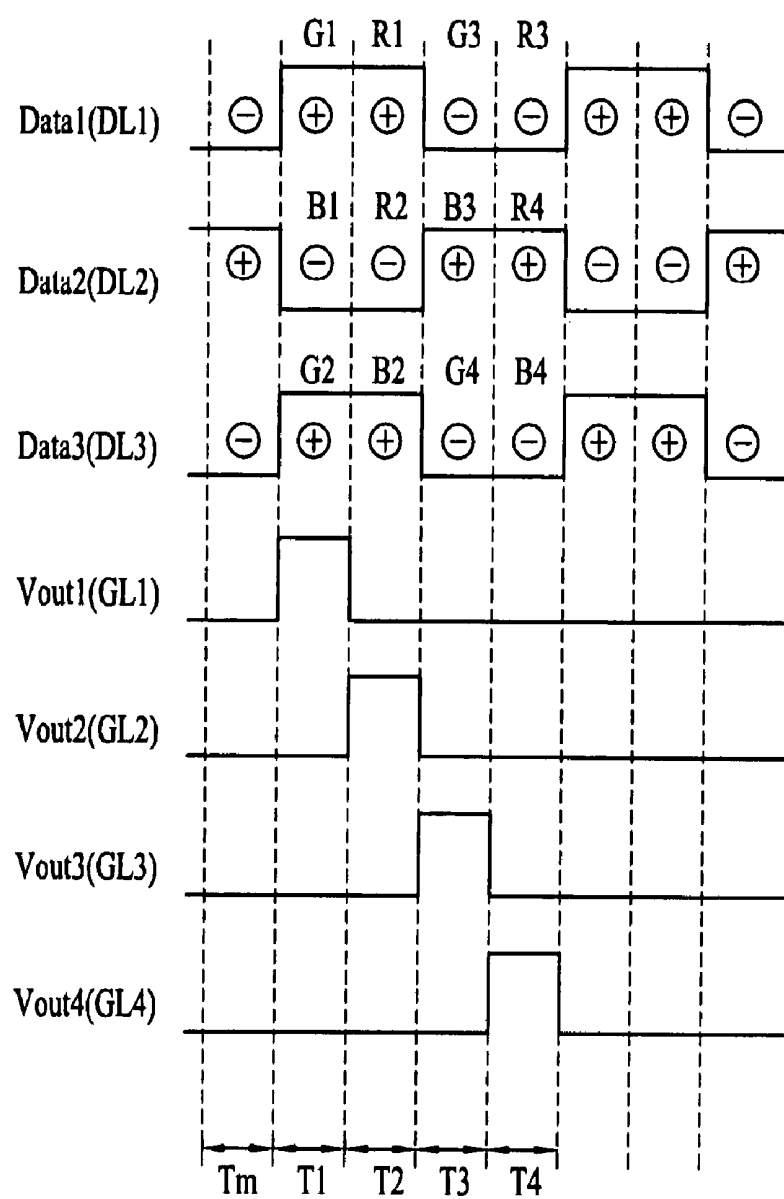 G1 R1 G3 R3
Data1(DL1) ⊖ ⊕ ⊕ ⊖ ⊖ ⊕ ⊕ ⊖
B1 R2 B3 R4
Data2(DL2) ⊕ ⊖ ⊖ ⊕ ⊕ ⊖ ⊖ ⊕
G2 B2 G4 B4
Data3(DL3) ⊖ ⊕ ⊕ ⊖ ⊖ ⊕ ⊕ ⊖
Vout1(GL1)
Vout2(GL2)
Vout3(GL3)
Vout4(GL4)
Tm T1 T2 T3 T4